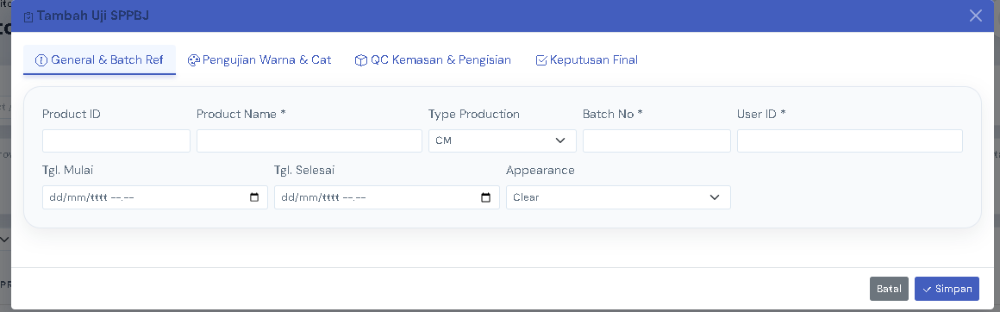 Tambah Uji SPPBJ
General & Batch Ref Pengujian Warna & Cat QC Kemasan & Pengisian Keputusan Final
Product ID Product Name * Type Production Batch No * User ID *
CM
Tgl. Mulai Tgl. Selesai Appearance
dd/mm/tttt --.-- dd/mm/tttt --.-- Clear
Batal Simpan